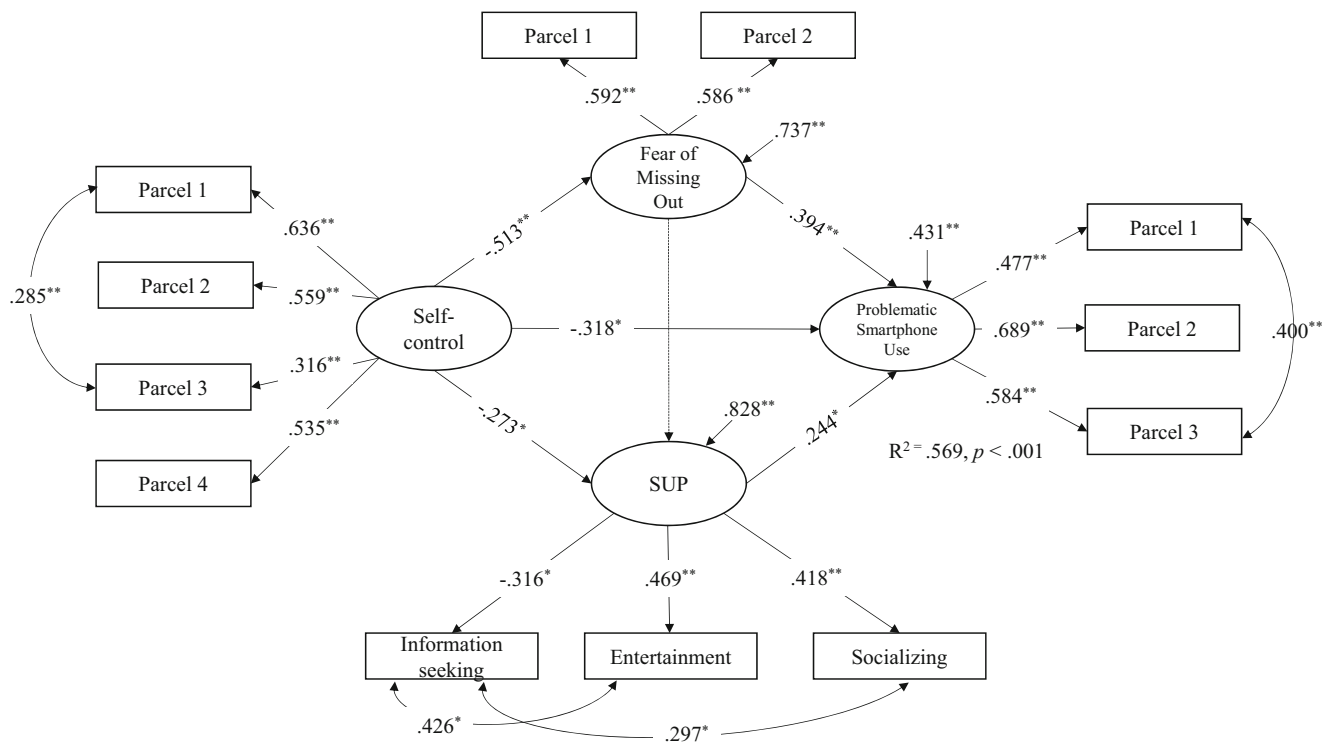 Parcel 1
Parcel 2
.592**
.586 **
.737**
Fear of
Missing
Out
Parcel 1
Parcel 2
Parcel 3
Parcel 4
.285**
.636**
.559**
.316**
.535**
Self-
control
-.513**
-.318*
-.273*
.394**
.431**
Problematic
Smartphone
Use
.477**
.689**
.584**
Parcel 1
Parcel 2
Parcel 3
.400**
.828**
.244*
R2 = .569, p < .001
SUP
-.316*
.469**
.418**
Information
seeking
Entertainment
Socializing
.426*
.297*